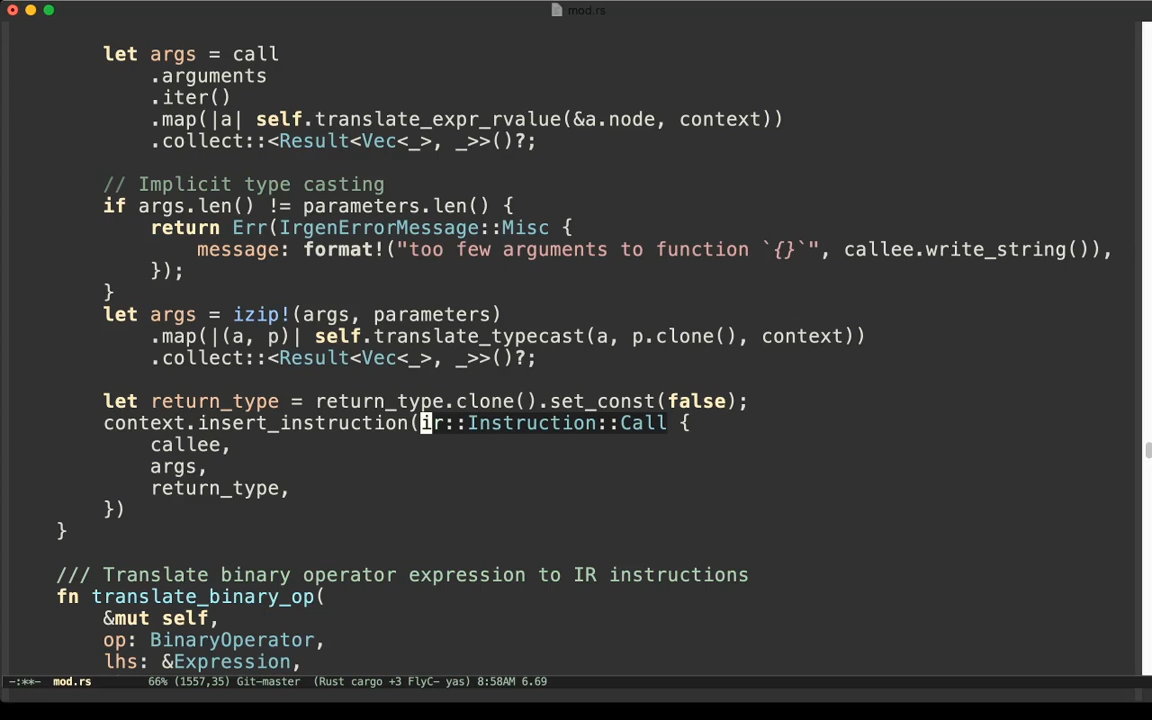 mod.rs
let args = call
.arguments
.iter()
.map(|a| self.translate_expr_rvalue(&a.node, context))
.collect::<Result<Vec<_>, _>>()?;
// Implicit type casting
if args.len() != parameters.len() {
return Err(IrgenErrorMessage::Misc {
message: format!("too few arguments to function `{}`", callee.write_string()),
});
}
let args = izip!(args, parameters)
.map(|(a, p)| self.translate_typecast(a, p.clone(), context))
.collect::<Result<Vec<_>, _>>()?;
let return_type = return_type.clone().set_const(false);
context.insert_instruction(ir::Instruction::Call {
callee,
args,
return_type,
})
}
/// Translate binary operator expression to IR instructions
fn translate_binary_op(
&mut self,
op: BinaryOperator,
lhs: &Expression,
-:**- mod.rs 66% (1557,35) Git-master (Rust cargo +3 FlyC- yas) 8:58AM 6.69